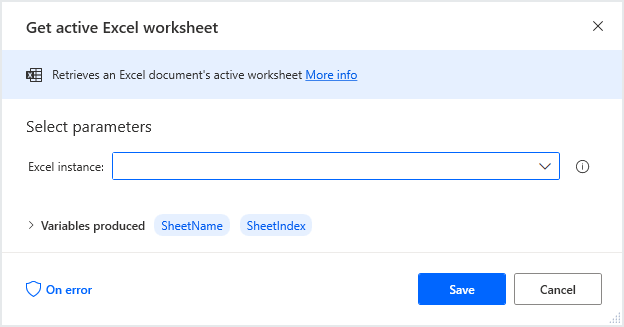 Get active Excel worksheet
Retrieves an Excel document's active worksheet More info
Select parameters
Excel instance:
Variables produced SheetName SheetIndex
On error Save Cancel